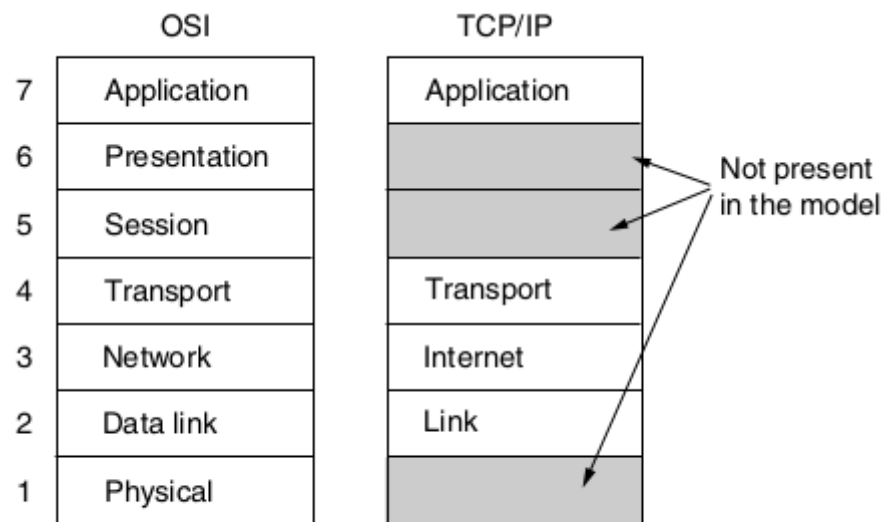 OSI TCP/IP
7 Application Application
6 Presentation
Not present
in the model
5 Session
4 Transport Transport
3 Network Internet
2 Data link Link
1 Physical